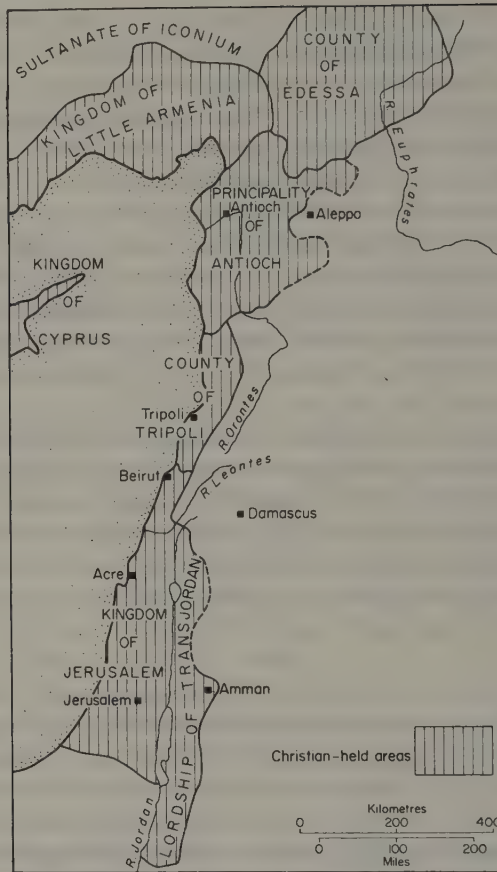 SULTANATE OF ICONIUM
KINGDOM OF
LITTLE ARMENIA
COUNTY
OF
EDESSA
R. Euphrates
PRINCIPALITY
Antioch
OF
ANTIOCH
Aleppo
KINGDOM
OF
CYPRUS
COUNTY
OF
Tripoli
TRIPOLI
R. Orontes
Beirut
R. Leontes
Damascus
Acre
KINGDOM
OF
JERUSALEM
Jerusalem
LORDSHIP OF TRANSJORDAN
Amman
R. Jordan
Christian-held areas
Kilometres
0 200 400
0 100 200
Miles